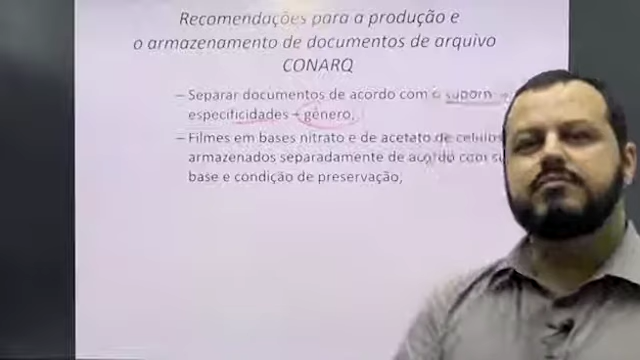 Recomendações para a produção e
o armazenamento de documentos de arquivo
CONARQ
– Separar documentos de acordo com o
especificidades – gênero,
– Filmes em bases nitrato e de acetato de
armazenados separadamente de acordo com
base e condição de preservação,